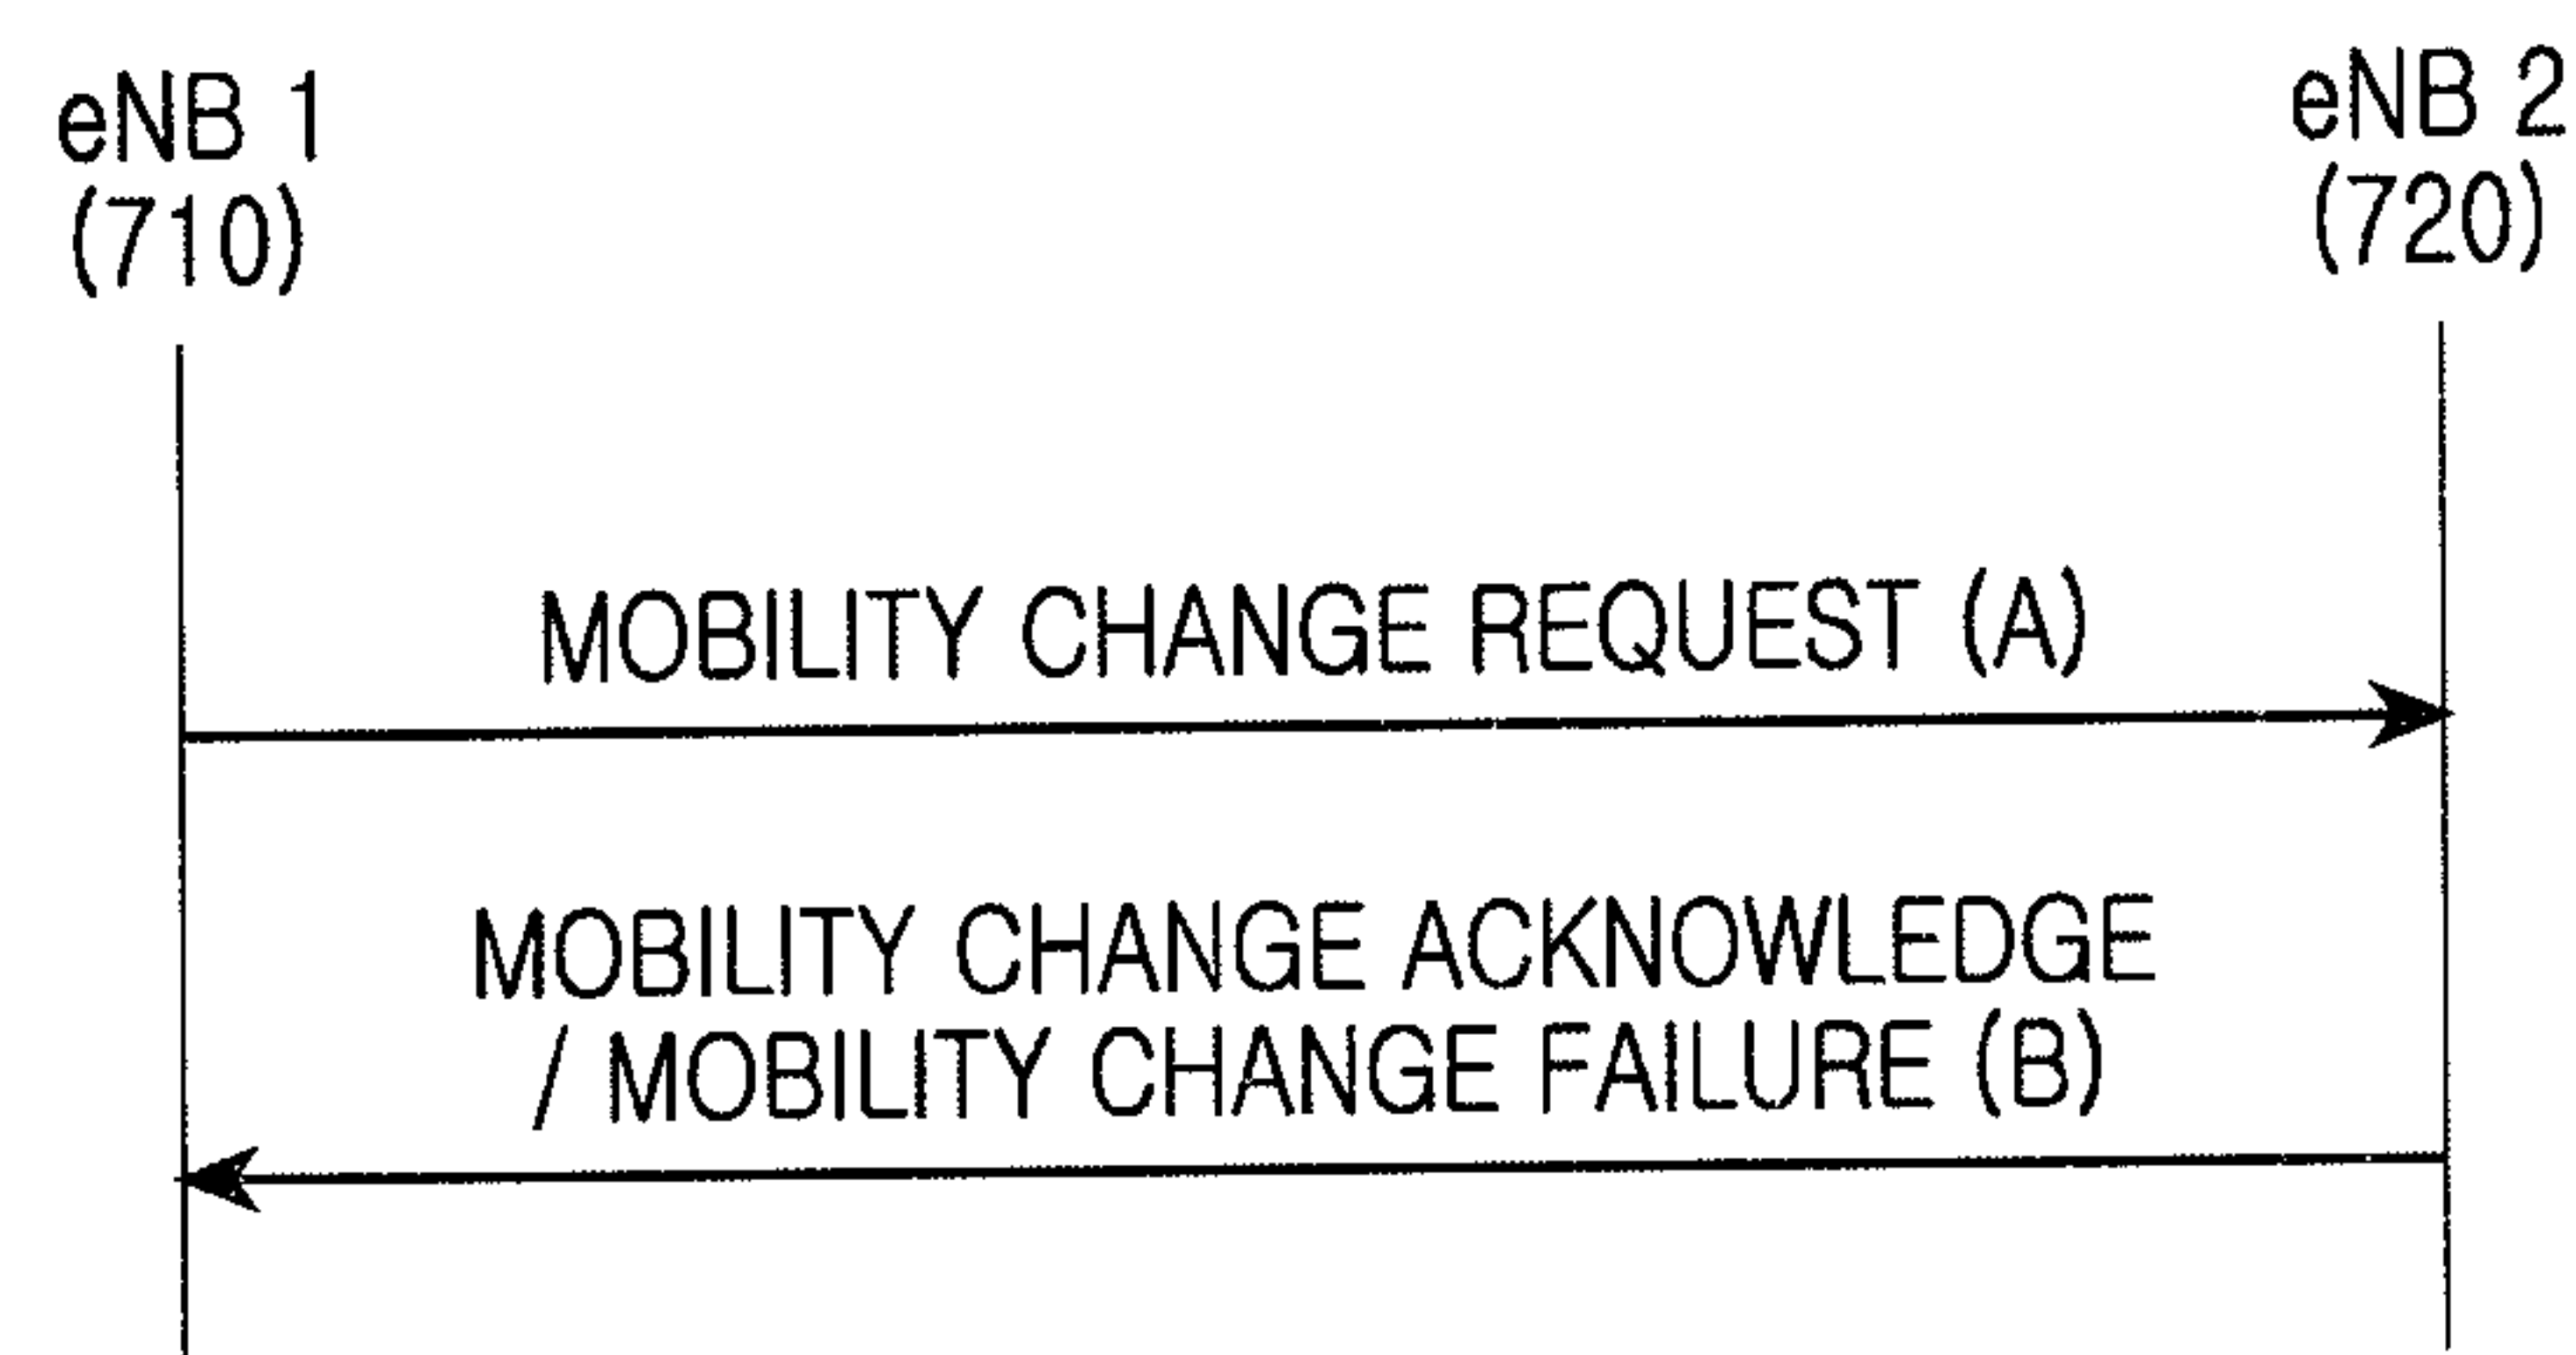 eNB 1
(710)
eNB 2
(720)
MOBILITY CHANGE REQUEST (A)
MOBILITY CHANGE ACKNOWLEDGE
/ MOBILITY CHANGE FAILURE (B)